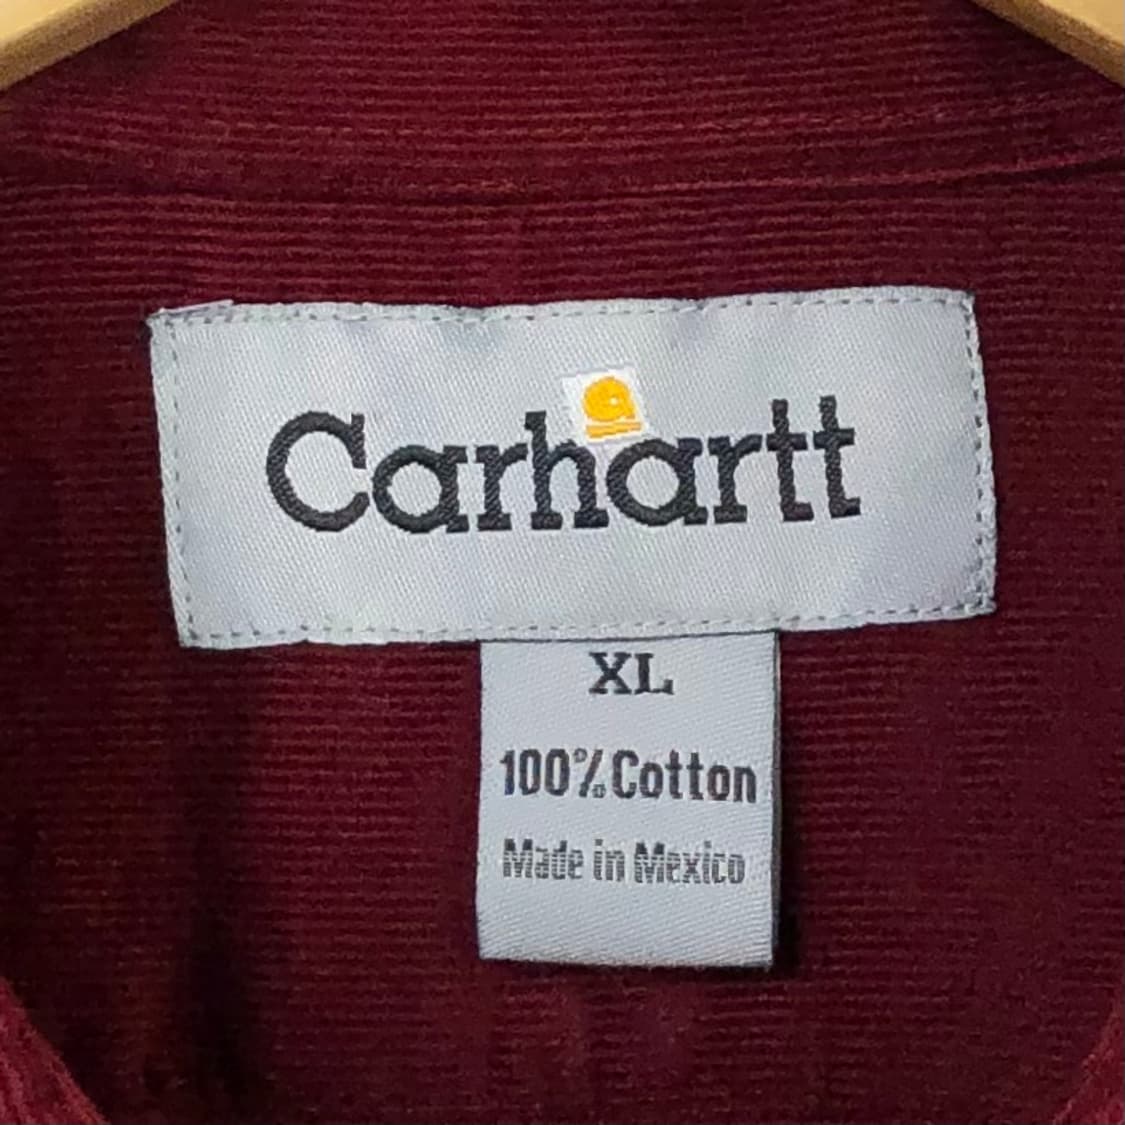 Carhartt
XL
100% Cotton
Made in Mexico